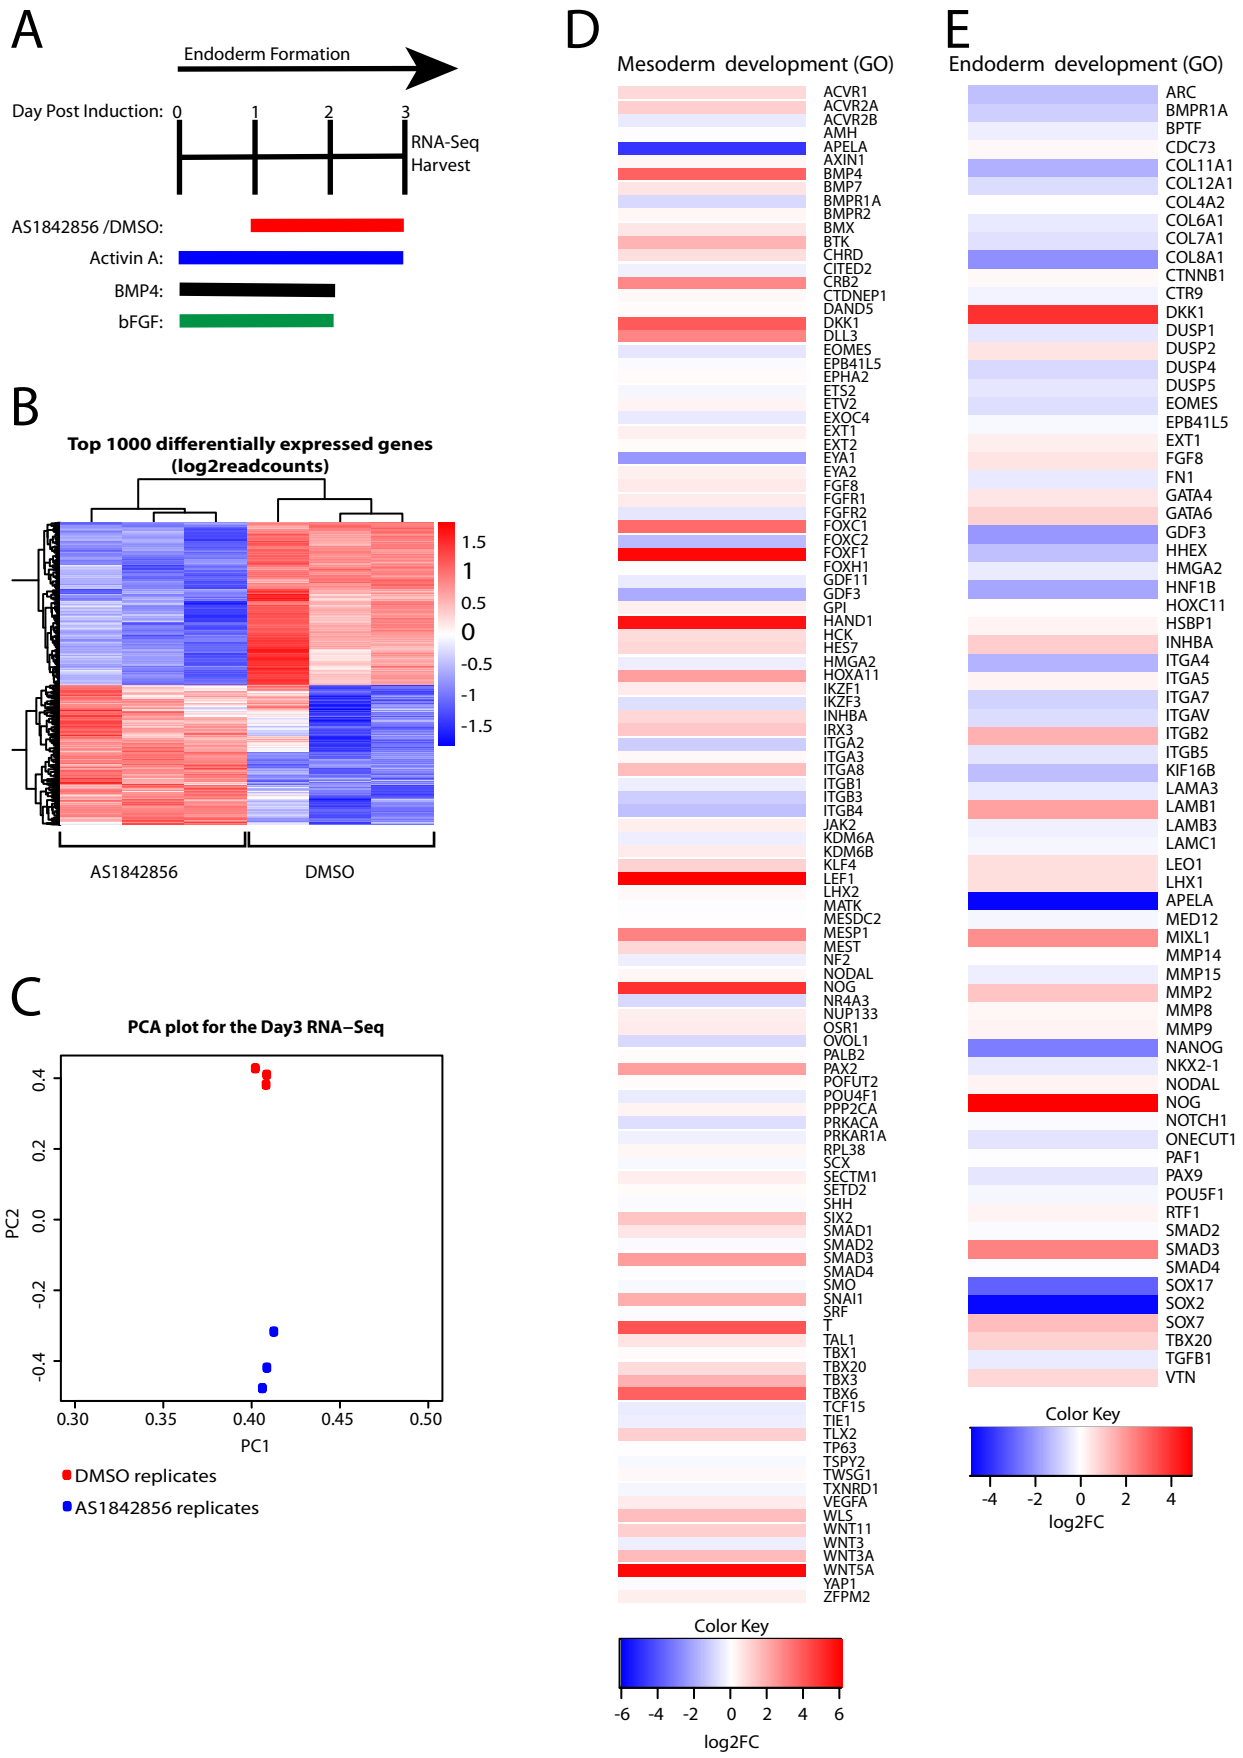 A
Endoderm Formation
Day Post Induction:
0
1
2
3
RNA-Seq
Harvest
AS1842856 /DMSO:
Activin A:
BMP4:
bFGF:
B
Top 1000 differentially expressed genes
(log2readcounts)
1.5
1
0.5
0
-0.5
-1
-1.5
AS1842856
DMSO
C
PCA plot for the Day3 RNA−Seq
PC2
0.4
0.2
0.0
-0.2
-0.4
0.30
0.35
0.40
0.45
0.50
PC1
DMSO replicates
AS1842856 replicates
D
Mesoderm development (GO)
ACVR1
ACVR2A
ACVR2B
AMH
APELA
AXIN1
BMP4
BMP7
BMPR1A
BMPR2
BMX
BTK
CHRD
CITED2
CRB2
CTDNEP1
DAND5
DKK1
DLL3
EOMES
EPB41L5
EPHA2
ETS2
ETV2
EXOC4
EXT1
EXT2
EYA1
EYA2
FGF8
FGFR1
FGFR2
FOXC1
FOXC2
FOXF1
FOXH1
GDF11
GDF3
GPI
HAND1
HCK
HES7
HMGA2
HOXA11
IKZF1
IKZF3
INHBA
IRX3
ITGA2
ITGA3
ITGA8
ITGB1
ITGB3
ITGB4
JAK2
KDM6A
KDM6B
KLF4
LEF1
LHX2
MATK
MESDC2
MESP1
MEST
NF2
NODAL
NOG
NR4A3
NUP133
OSR1
OVOL1
PALB2
PAX2
POFUT2
POU4F1
PPP2CA
PRKACA
PRKAR1A
RPL38
SCX
SECTM1
SETD2
SHH
SIX2
SMAD1
SMAD2
SMAD3
SMAD4
SMO
SNAI1
SRF
T
TAL1
TBX1
TBX20
TBX3
TBX6
TCF15
TIE1
TLX2
TP63
TSPY2
TWSG1
TXNRD1
VEGFA
WLS
WNT11
WNT3
WNT3A
WNT5A
YAP1
ZFPM2
Color Key
-6
-4
-2
0
2
4
6
log2FC
E
Endoderm development (GO)
ARC
BMPR1A
BPTF
CDC73
COL11A1
COL12A1
COL4A2
COL6A1
COL7A1
COL8A1
CTNNB1
CTR9
DKK1
DUSP1
DUSP2
DUSP4
DUSP5
EOMES
EPB41L5
EXT1
FGF8
FN1
GATA4
GATA6
GDF3
HHEX
HMGA2
HNF1B
HOXC11
HSBP1
INHBA
ITGA4
ITGA5
ITGA7
ITGAV
ITGB2
ITGB5
KIF16B
LAMA3
LAMB1
LAMB3
LAMC1
LEO1
LHX1
APELA
MED12
MIXL1
MMP14
MMP15
MMP2
MMP8
MMP9
NANOG
NKX2-1
NODAL
NOG
NOTCH1
ONECUT1
PAF1
PAX9
POU5F1
RTF1
SMAD2
SMAD3
SMAD4
SOX17
SOX2
SOX7
TBX20
TGFB1
VTN
Color Key
-4
-2
0
2
4
log2FC